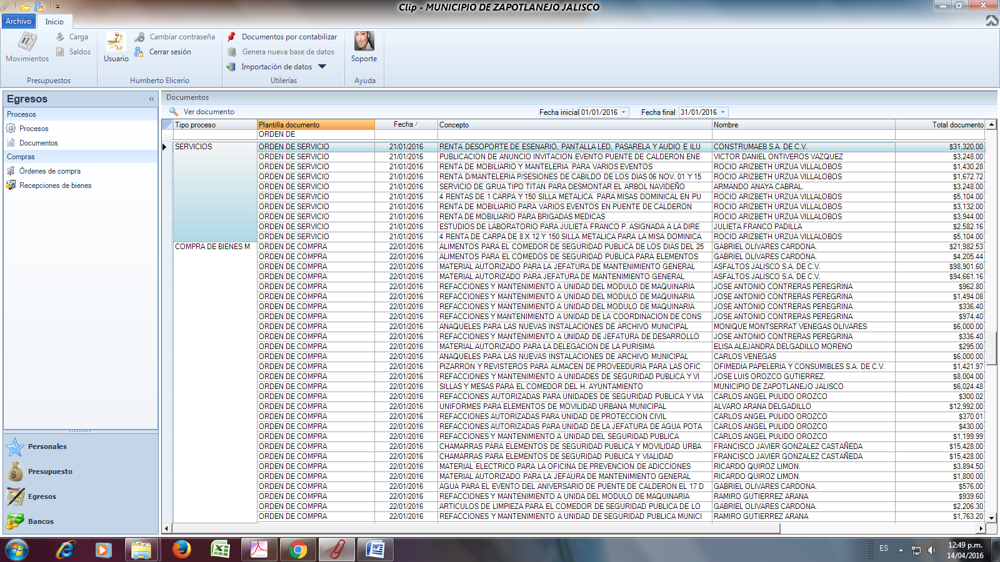 Clip - MUNICIPIO DE ZAPOTLANEJO JALISCO
Archivo Inicio
Movimientos
Carga
Saldos
Presupuestos
Usuario
Cambiar contraseña
Cerrar sesión
Humberto Elicerio
Documentos por contabilizar
Genera nueva base de datos
Importación de datos
Utilerías
Soporte
Ayuda
Egresos «
Procesos
Procesos
Documentos
Compras
Órdenes de compra
Recepciones de bienes
Personales
Presupuesto
Egresos
Bancos
Documentos
Ver documento Fecha inicial 01/01/2016 Fecha final 31/01/2016
Tipo proceso Plantilla documento Fecha / Concepto Nombre Total documento
ORDEN DE
SERVICIOS ORDEN DE SERVICIO 21/01/2016 RENTA DESOPORTE DE ESENARIO, PANTALLA LED, PASARELA Y AUDIO E ILU CONSTRUMAEB S.A. DE C.V. $31,320.00
ORDEN DE SERVICIO 21/01/2016 PUBLICACION DE ANUNCIO INVITACION EVENTO PUENTE DE CALDERON ENE VICTOR DANIEL ONTIVEROS VAZQUEZ $3,248.00
ORDEN DE SERVICIO 21/01/2016 RENTA DE MOBILIARIO Y MANTELERIA PARA VARIOS EVENTOS ROCIO ARIZBETH URZUA VILLALOBOS $1,430.28
ORDEN DE SERVICIO 21/01/2016 RENTA D/MANTELERIA P/SESIONES DE CABILDO DE LOS DIAS 06 NOV, 01 Y 15 ROCIO ARIZBETH URZUA VILLALOBOS $1,672.72
ORDEN DE SERVICIO 21/01/2016 SERVICIO DE GRUA TIPO TITAN PARA DESMONTAR EL ARBOL NAVIDEÑO ARMANDO ANAYA CABRAL. $3,248.00
ORDEN DE SERVICIO 21/01/2016 4 RENTAS DE 1 CARPA Y 150 SILLA METALICA PARA MISAS DOMINICAL EN PU ROCIO ARIZBETH URZUA VILLALOBOS $5,104.00
ORDEN DE SERVICIO 21/01/2016 RENTA DE MOBILIARIO PARA VARIOS EVENTOS EN PUENTE DE CALDERON ROCIO ARIZBETH URZUA VILLALOBOS $3,132.00
ORDEN DE SERVICIO 21/01/2016 RENTA DE MOBILIARIO PARA BRIGADAS MEDICAS ROCIO ARIZBETH URZUA VILLALOBOS $3,944.00
ORDEN DE SERVICIO 21/01/2016 ESTUDIOS DE LABORATORIO PARA JULIETA FRANCO P. ASIGNADA A LA DIRE JULIETA FRANCO PADILLA $2,582.16
ORDEN DE SERVICIO 21/01/2016 4 RENTA DE CARPA DE 8 X 12 Y 150 SILLA METALICA PARA LA MISA DOMINICA ROCIO ARIZBETH URZUA VILLALOBOS $5,104.00
COMPRA DE BIENES M ORDEN DE COMPRA 22/01/2016 ALIMENTOS PARA EL COMEDOR DE SEGURIDAD PUBLICA DE LOS DIAS DEL 25 GABRIEL OLIVARES CARDONA. $21,982.53
ORDEN DE COMPRA 22/01/2016 ALIMENTOS PARA EL COMEDOS DE SEGURIDAD PUBLICA PARA ELEMENTOS GABRIEL OLIVARES CARDONA. $4,205.44
ORDEN DE COMPRA 22/01/2016 MATERIAL AUTORIZADO PARA LA JEFATURA DE MANTENIMIENTO GENERAL ASFALTOS JALISCO S.A. DE C.V. $98,901.60
ORDEN DE COMPRA 22/01/2016 MATERIAL AUTORIZADO PARA JEFATURA DE MANTENIMIENTO GENERAL ASFALTOS JALISCO S.A. DE C.V. $94,661.16
ORDEN DE COMPRA 22/01/2016 REFACCIONES Y MANTENIMIENTO A UNIDAD DEL MODULO DE MAQUINARIA JOSE ANTONIO CONTRERAS PEREGRINA $962.80
ORDEN DE COMPRA 22/01/2016 REFACCIONES Y MANTENIMIENTO A UNIDAD DEL MODULO DE MAQUINARIA JOSE ANTONIO CONTRERAS PEREGRINA $1,494.08
ORDEN DE COMPRA 22/01/2016 REFACCIONES Y MANTENIMIENTO A UNIDAD DEL MODULO DE MAQUINARIA JOSE ANTONIO CONTRERAS PEREGRINA $336.40
ORDEN DE COMPRA 22/01/2016 REFACCIONES Y MANTENIMIENTO A UNIDAD DE LA COORDINACION DE CONS JOSE ANTONIO CONTRERAS PEREGRINA $974.40
ORDEN DE COMPRA 22/01/2016 ANAQUELES PARA LAS NUEVAS INSTALACIONES DE ARCHIVO MUNICIPAL MONIQUE MONTSERRAT VENEGAS OLIVARES $6,000.00
ORDEN DE COMPRA 22/01/2016 REFACCIONES Y MANTENIMIENTO A UNIDAD DE JEFATURA DE DESARROLLO JOSE ANTONIO CONTRERAS PEREGRINA $336.40
ORDEN DE COMPRA 22/01/2016 MATERIAL AUTORIZADO PARA LA DELEGACION DE LA PURISIMA ELISA ALEJANDRA DELGADILLO MORENO $295.00
ORDEN DE COMPRA 22/01/2016 ANAQUELES PARA LAS NUEVAS INSTALACIONES DE ARCHIVO MUNICIPAL CARLOS VENEGAS $6,000.00
ORDEN DE COMPRA 22/01/2016 PIZARRON Y REVISTEROS PARA ALMACEN DE PROVEEDURIA PARA LAS OFIC OFIMEDIA PAPELERIA Y CONSUMIBLES S.A. DE C.V. $1,421.97
ORDEN DE COMPRA 22/01/2016 REFACCIONES Y MANTENIMIENTO A UNIDADES DE SEGURIDAD PUBLICA Y VI JOSE LUIS OROZCO GUTIERREZ. $8,004.00
ORDEN DE COMPRA 22/01/2016 SILLAS Y MESAS PARA EL COMEDOR DEL H. AYUNTAMIENTO MUNICIPIO DE ZAPOTLANEJO JALISCO $6,024.48
ORDEN DE COMPRA 22/01/2016 REFACCIONES AUTORIZADAS PARA UNIDADES DE SEGURIDAD PUBLICA Y VIA CARLOS ANGEL PULIDO OROZCO $300.02
ORDEN DE COMPRA 22/01/2016 UNIFORMES PARA ELEMENTOS DE MOVILIDAD URBANA MUNICIPAL ALVARO ARANA DELGADILLO $12,992.00
ORDEN DE COMPRA 22/01/2016 REFACCIONES AUTORIZADAS PARA UNIDAD DE PROTECCION CIVIL CARLOS ANGEL PULIDO OROZCO $370.01
ORDEN DE COMPRA 22/01/2016 REFACCIONES AUTORIZADAS PARA UNIDAD DE LA JEFATURA DE AGUA POTA CARLOS ANGEL PULIDO OROZCO $430.00
ORDEN DE COMPRA 22/01/2016 REFACCIONES Y MANTENIMIENTO A UNIDAD DEL SEGURIDAD PUBLICA CARLOS ANGEL PULIDO OROZCO $1,199.99
ORDEN DE COMPRA 22/01/2016 CHAMARRAS PARA ELEMENTOS DE SEGURIDAD PUBLICA Y MOVILIDAD URBA FRANCISCO JAVIER GONZALEZ CASTAÑEDA $15,428.00
ORDEN DE COMPRA 22/01/2016 CHAMARRAS PARA ELEMENTOS DE SEGURIDAD PUBLICA Y VIALIDAD FRANCISCO JAVIER GONZALEZ CASTAÑEDA $15,428.00
ORDEN DE COMPRA 22/01/2016 MATERIAL ELECTRICO PARA LA OFICINA DE PREVENCION DE ADICCIONES RICARDO QUIROZ LIMON. $3,894.50
ORDEN DE COMPRA 22/01/2016 MATERIAL AUTORIZADO PARA LA JEFAURA DE MANTENIMIENTO GENERAL RICARDO QUIROZ LIMON. $1,800.00
ORDEN DE COMPRA 22/01/2016 AGUA PARA EL EVENTO DEL ANIVERSARIO DE PUENTE DE CALDERON EL 17 D GABRIEL OLIVARES CARDONA. $576.00
ORDEN DE COMPRA 22/01/2016 REFACCIONES Y MANTENIMIENTO A UNIDA DEL MODULO DE MAQUINARIA RAMIRO GUTIERREZ ARANA $939.60
ORDEN DE COMPRA 22/01/2016 ARTICULOS DE LIMPIEZA PARA EL COMEDOR DE SEGURIDAD PUBLICA DE LO GABRIEL OLIVARES CARDONA. $2,206.30
ORDEN DE COMPRA 22/01/2016 REFACCIONES Y MANTENIMIENTO A UNIDAD DE SEGURIDAD PUBLICA MUNICI RAMIRO GUTIERREZ ARANA $1,763.20
ES
12:49 p.m.
14/04/2016